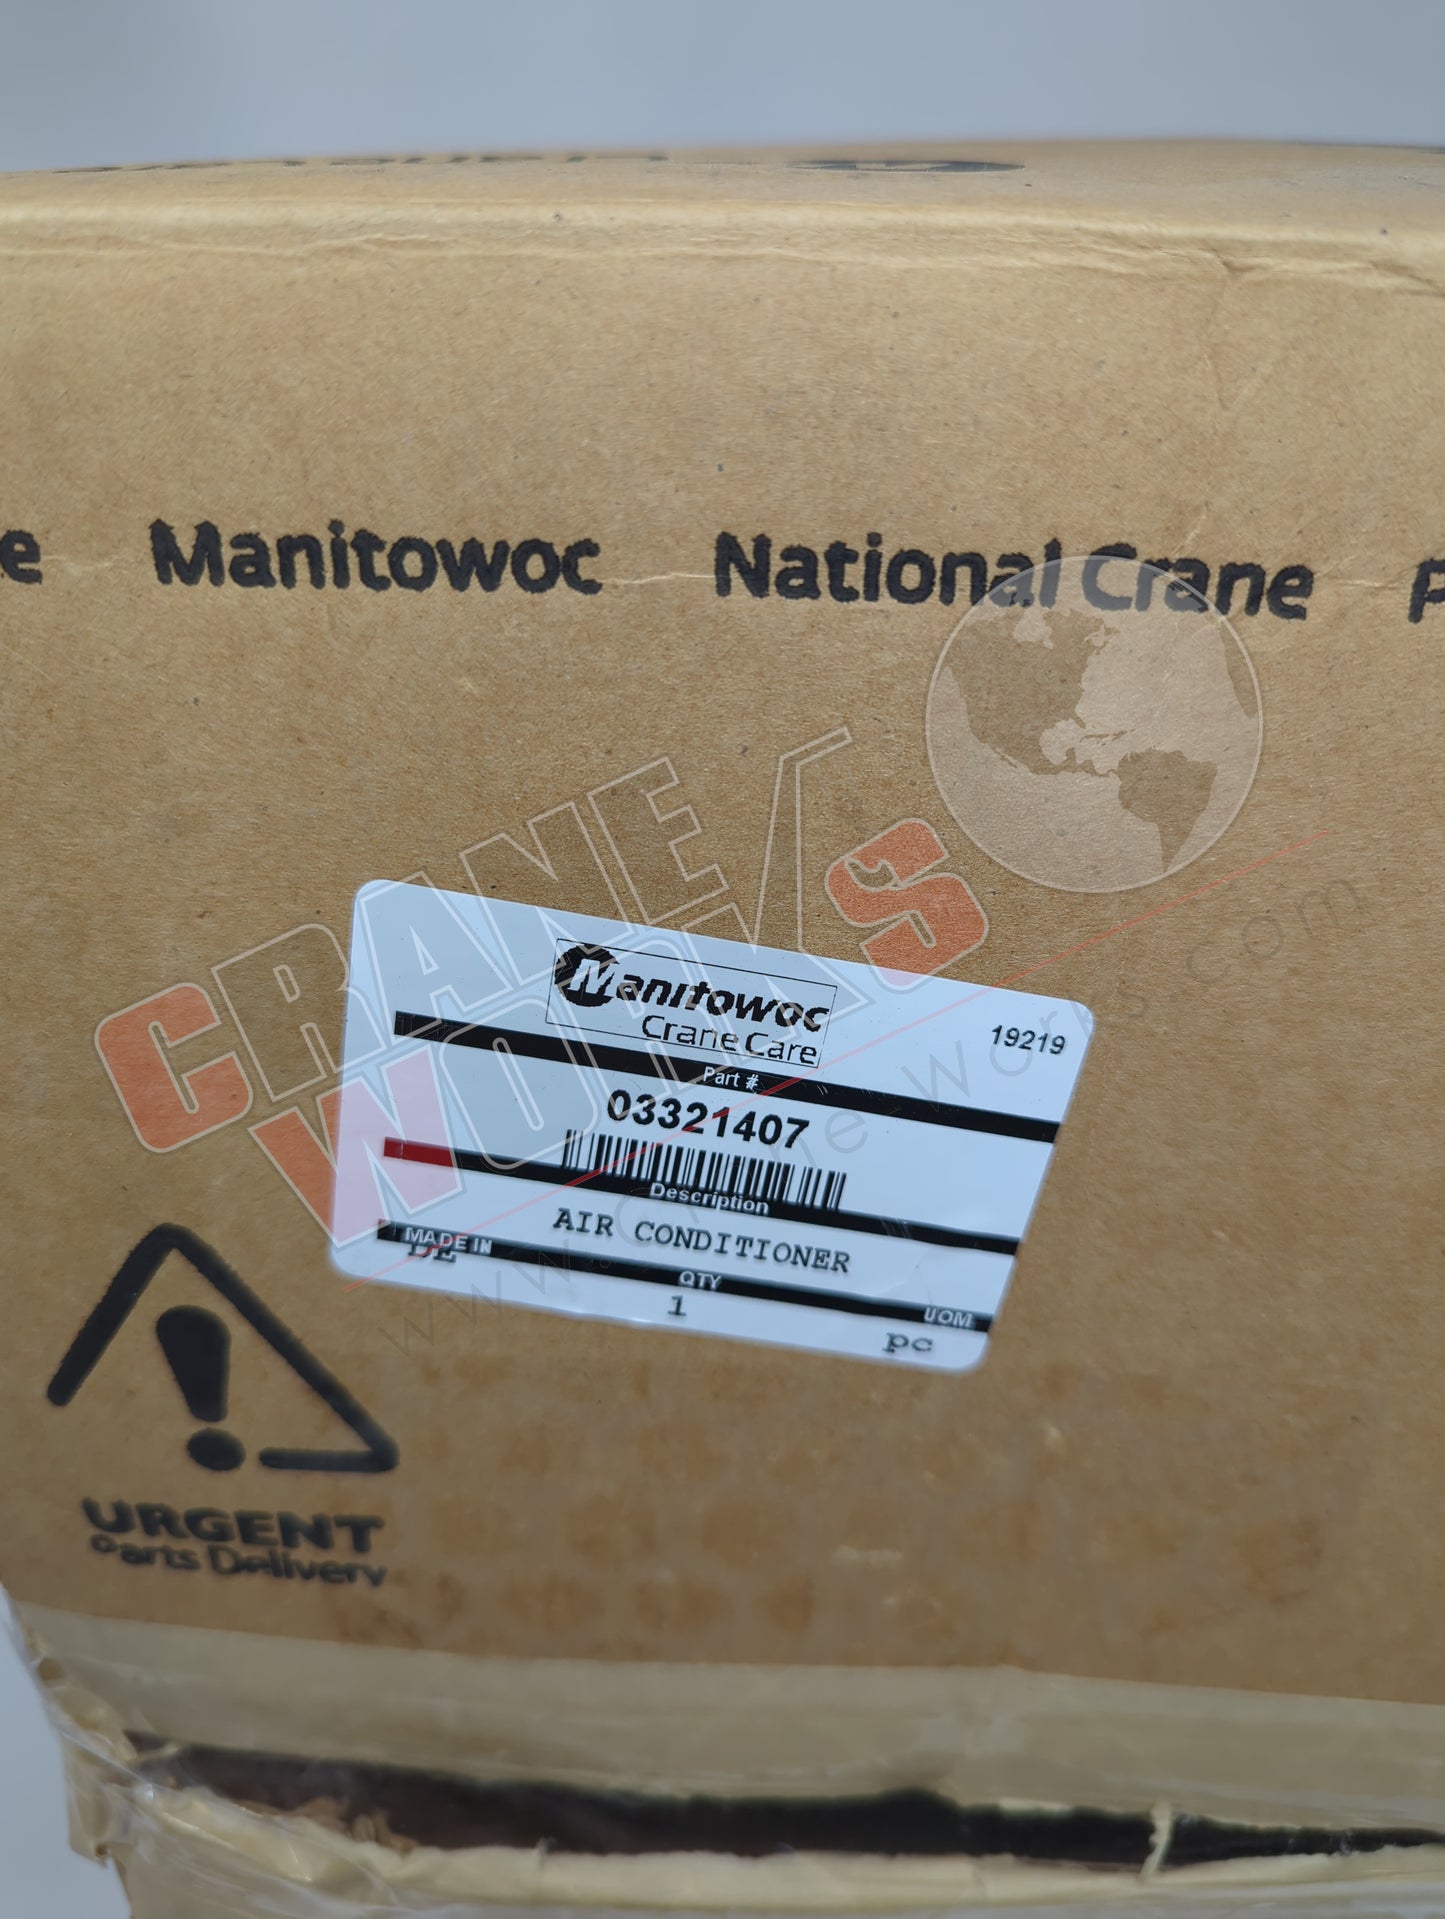 e Manitowoc National Crane P
CRANE
WORKS
Manitowoc
Crane Care
19219
Part #
03321407
Description
AIR CONDITIONER
MADE IN
DE
QTY
1
UOM
pc
www.craneworks.com
URGENT
Parts Delivery